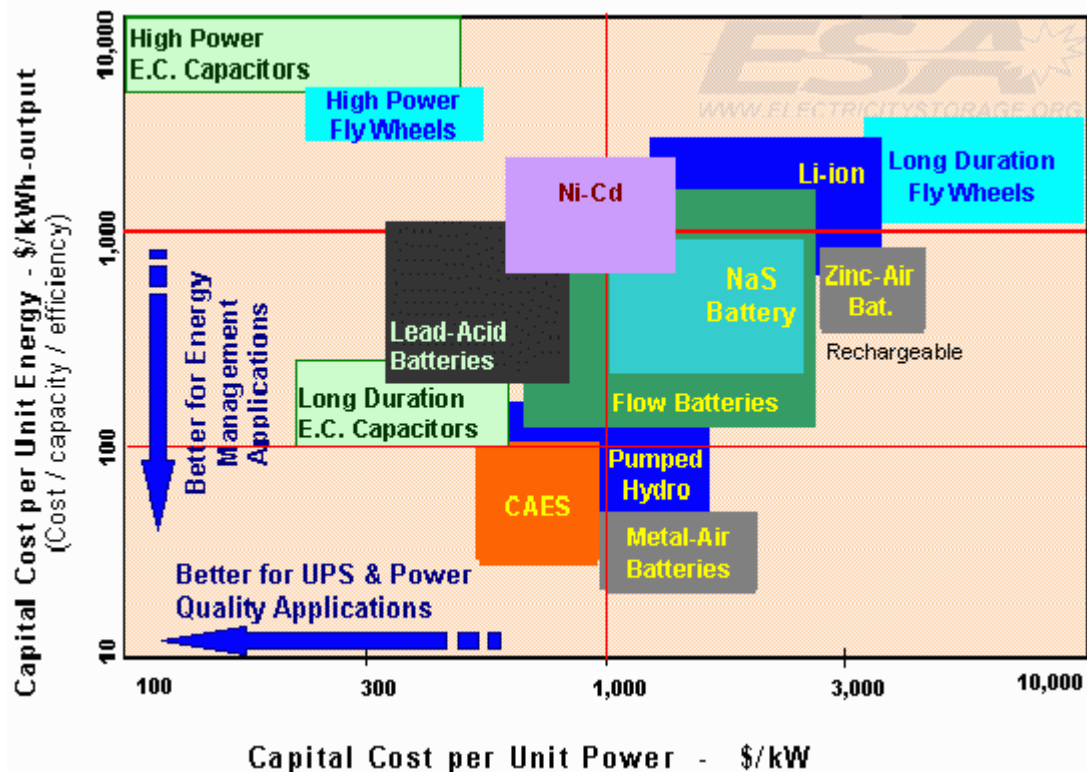 High Power
E.C. Capacitors
ESA
WWW.ELECTRICITYSTORAGE.ORG
High Power
Fly Wheels
Long Duration
Fly Wheels
Li-ion
Ni-Cd
NaS
Battery
Zinc-Air
Bat.
Rechargeable
Lead-Acid
Batteries
Flow Batteries
Long Duration
E.C. Capacitors
Pumped
Hydro
CAES
Metal-Air
Batteries
Better for Energy
Management
Applications
Better for UPS & Power
Quality Applications
Capital Cost per Unit Energy - $/kWh-output
(Cost / capacity / efficiency)
10,000
1,000
100
10
100
300
1,000
3,000
10,000
Capital Cost per Unit Power - $/kW